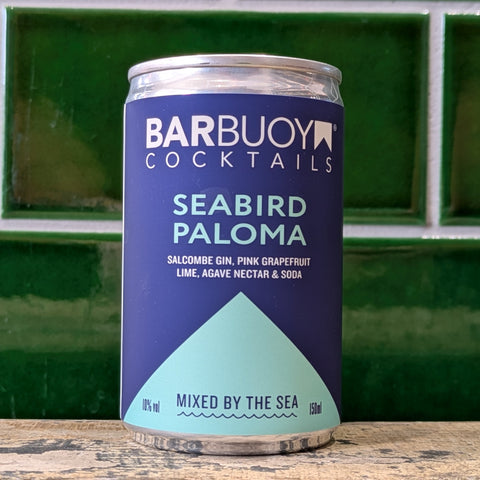 BARBUOY®
COCKTAILS
SEABIRD
PALOMA
SALCOMBE GIN, PINK GRAPEFRUIT
LIME, AGAVE NECTAR & SODA
10% vol
MIXED BY THE SEA
150ml